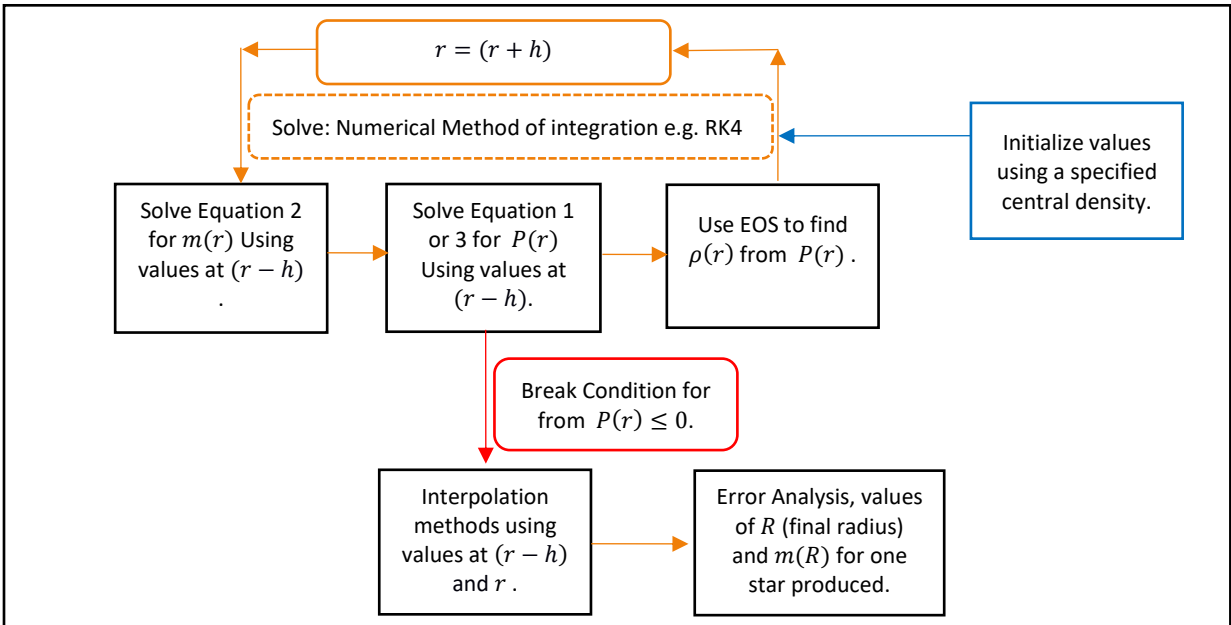 r = (r + h)
Solve: Numerical Method of integration e.g. RK4
Initialize values
using a specified
central density.
Solve Equation 2
for m(r) Using
values at (r − h)
.
Solve Equation 1
or 3 for P(r)
Using values at
(r − h).
Use EOS to find
ρ(r) from P(r) .
Break Condition for
from P(r) ≤ 0.
Interpolation
methods using
values at (r − h)
and r .
Error Analysis, values
of R (final radius)
and m(R) for one
star produced.